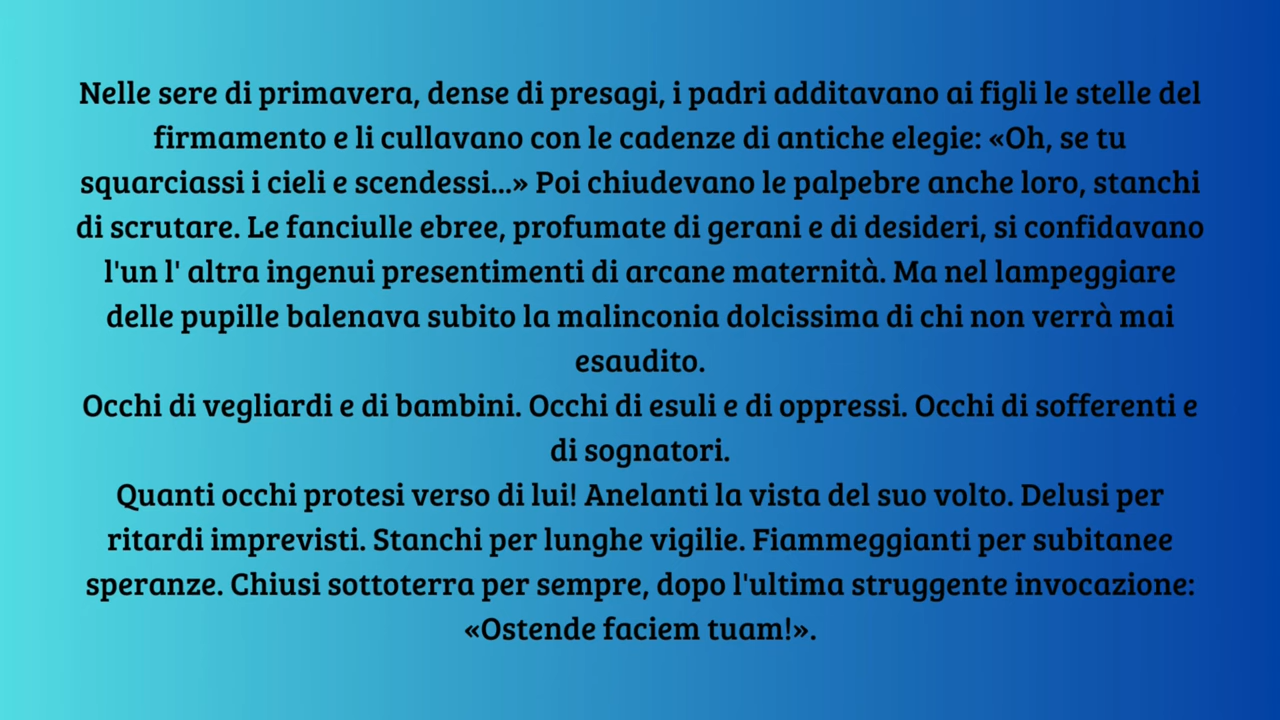 Nelle sere di primavera, dense di presagi, i padri additavano ai figli le stelle del
firmamento e li cullavano con le cadenze di antiche elegie: «Oh, se tu
squarciassi i cieli e scendessi...» Poi chiudevano le palpebre anche loro, stanchi
di scrutare. Le fanciulle ebree, profumate di gerani e di desideri, si confidavano
l'un l' altra ingenui presentimenti di arcane maternità. Ma nel lampeggiare
delle pupille balenava subito la malinconia dolcissima di chi non verrà mai
esaudito.
Occhi di vegliardi e di bambini. Occhi di esuli e di oppressi. Occhi di sofferenti e
di sognatori.
Quanti occhi protesi verso di lui! Anelanti la vista del suo volto. Delusi per
ritardi imprevisti. Stanchi per lunghe vigilie. Fiammeggianti per subitanee
speranze. Chiusi sottoterra per sempre, dopo l'ultima struggente invocazione:
«Ostende faciem tuam!».